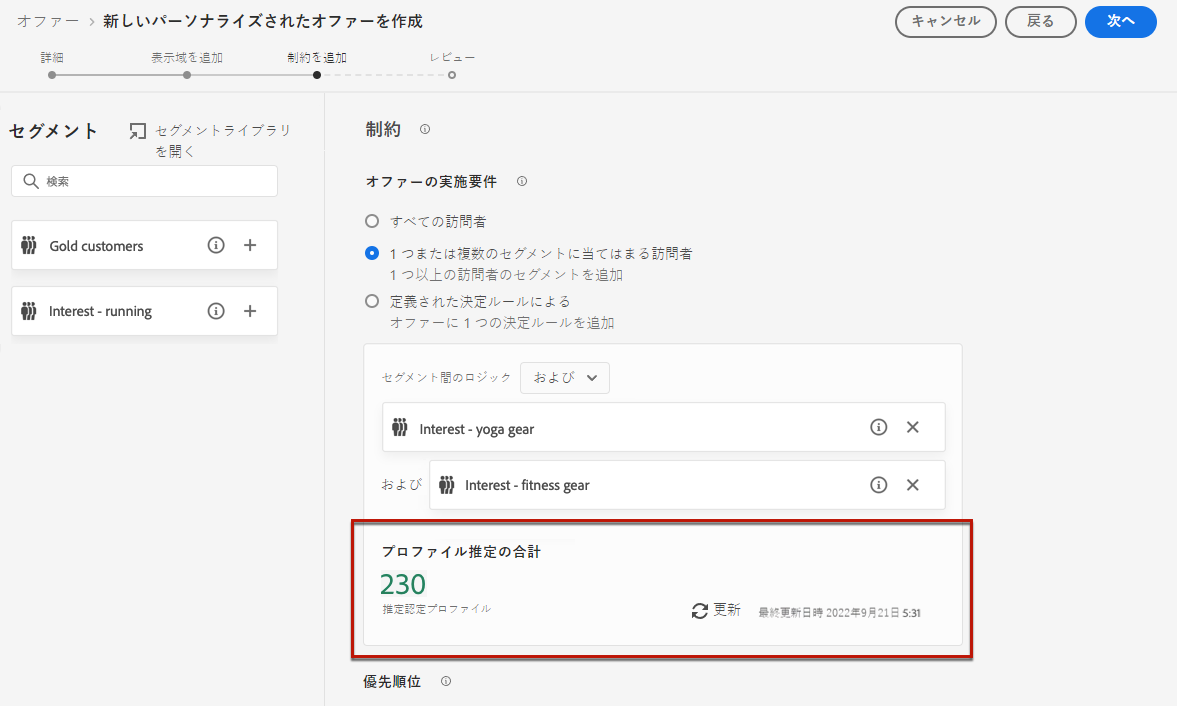 オファー › 新しいパーソナライズされたオファーを作成
キャンセル
戻る
次へ
詳細
表示域を追加
制約を追加
レビュー
セグメント
セグメントライブラリ
を開く
検索
Gold customers
Interest - running
制約
オファーの実施要件
すべての訪問者
1 つまたは複数のセグメントに当てはまる訪問者
1 つ以上の訪問者のセグメントを追加
定義された決定ルールによる
オファーに 1 つの決定ルールを追加
セグメント間のロジック
および
Interest - yoga gear
および
Interest - fitness gear
プロファイル推定の合計
230
推定認定プロファイル
更新
最終更新日時 2022年9月21日 5:31
優先順位